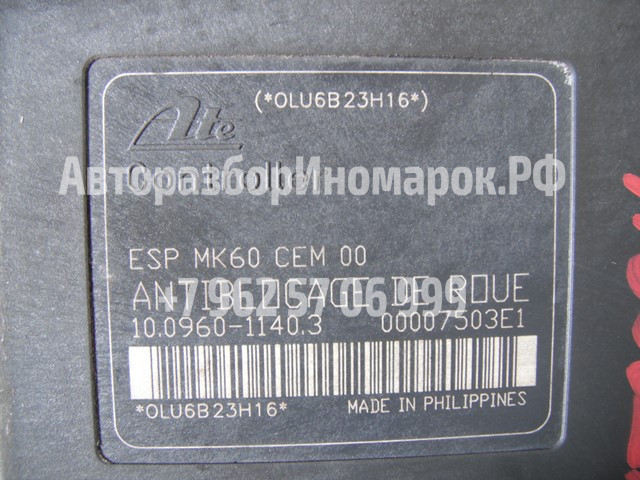 (*OLU6B23H16*)
Ate
Controller
АвторазборИномарок.РФ
ESP MK60 CEM 00
ANTIBLOCAGE DE ROUE
10.0960-1140.3 00007503E1
*OLU6B23H16*
MADE IN PHILIPPINES